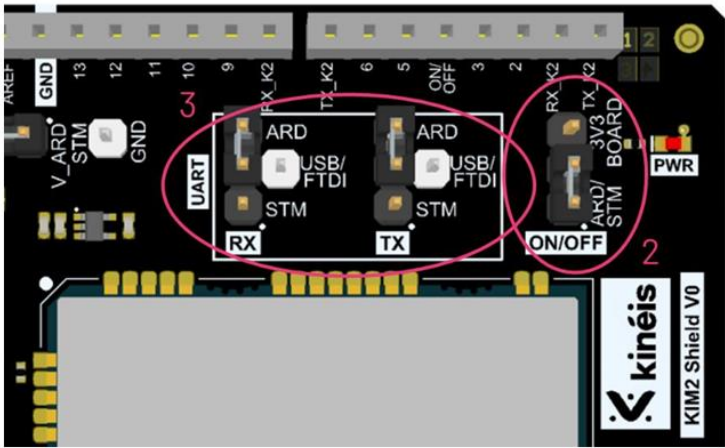 1 2
3 4
AREF
GND
13
12
11
10
9
RX_K2
TX_K2
6
5
ON/
OFF
3
2
RX_K2
TX_K2
3
V_ARD
STM
GND
UART
ARD
USB/
FTDI
STM
RX
ARD
USB/
FTDI
STM
TX
3V3
BOARD
ARD/
STM
ON/OFF
PWR
2
kinéis
KIM2 Shield V0